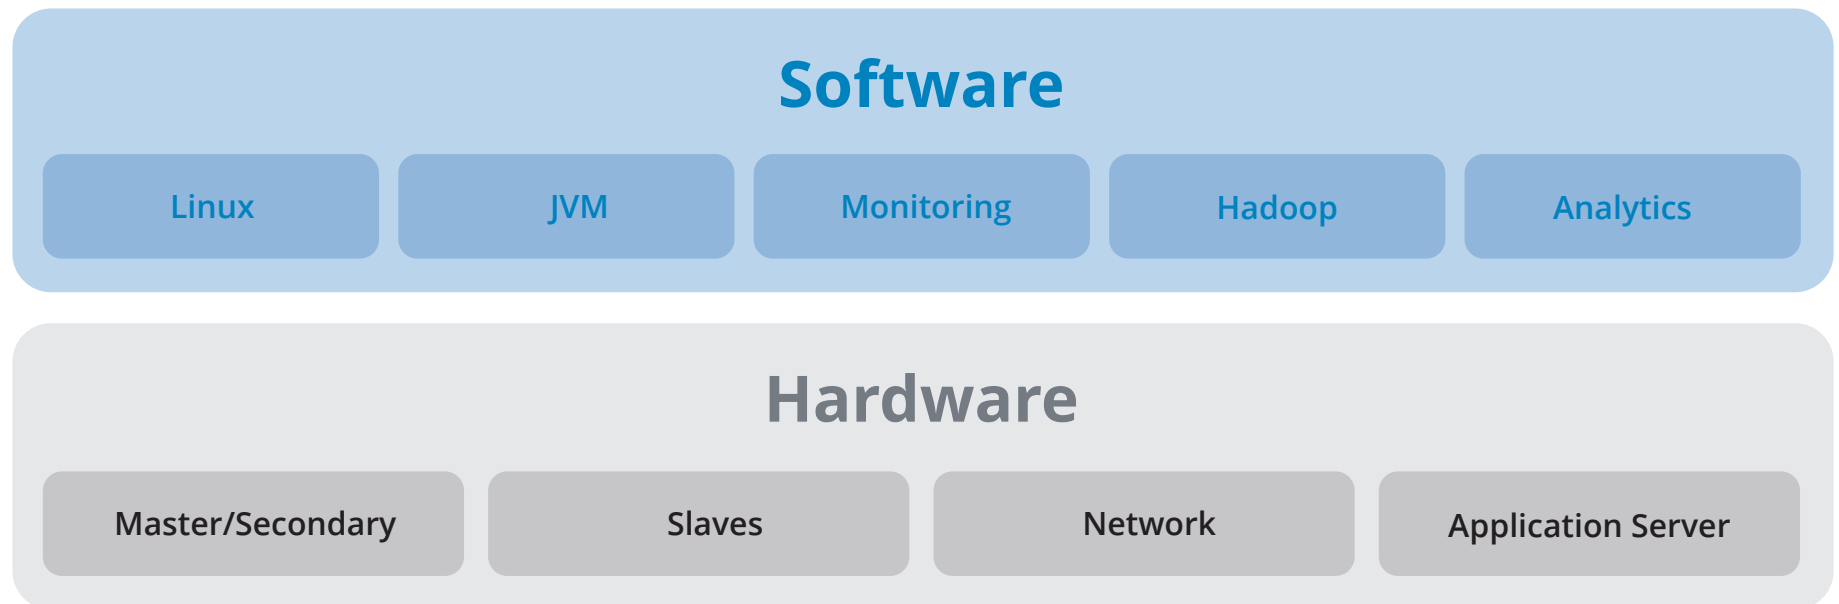 Software
Linux
JVM
Monitoring
Hadoop
Analytics
Hardware
Master/Secondary
Slaves
Network
Application Server